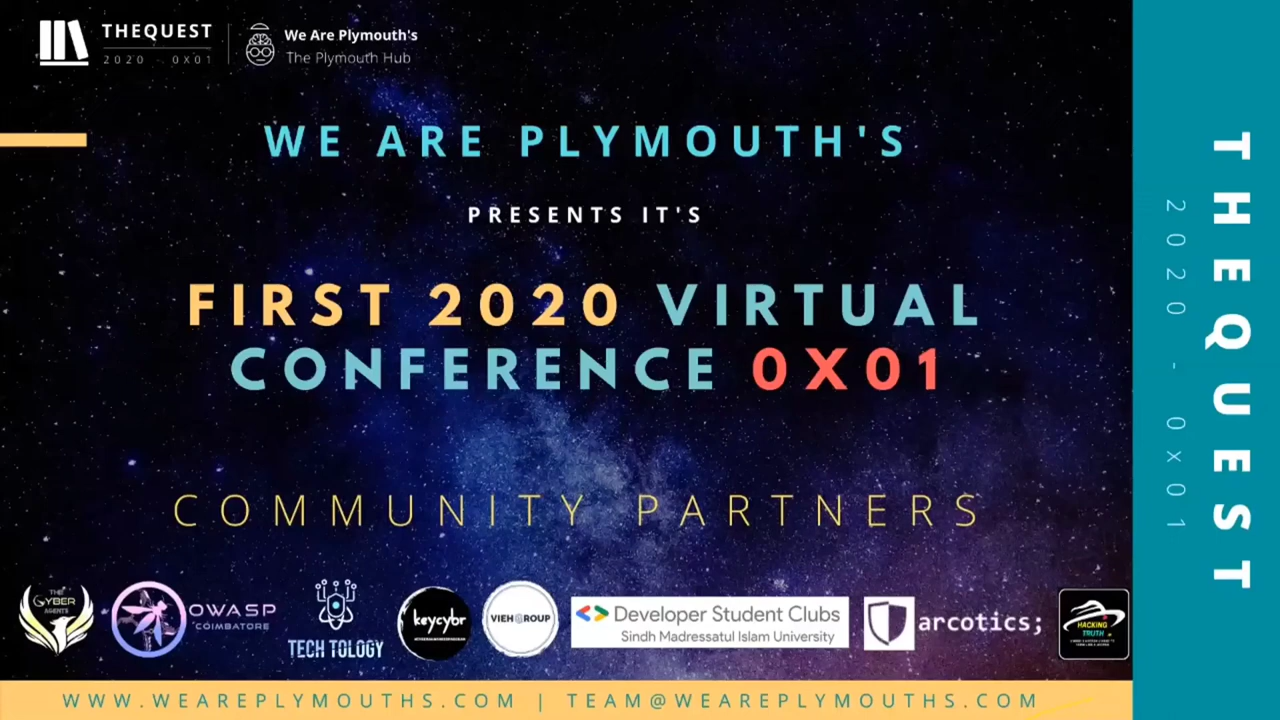 THEQUEST
2020 - 0X01
We Are Plymouth's
The Plymouth Hub
WE ARE PLYMOUTH'S
PRESENTS IT'S
FIRST 2020 VIRTUAL
CONFERENCE 0X01
COMMUNITY PARTNERS
THE CYBER
AGENTS
OWASP
COIMBATORE
TECH TOLOGY
keycybr
VIEH GROUP
Developer Student Clubs
Sindh Madressatul Islam University
arcotics;
HACKING
TRUTH
WWW.WEAREPLYMOUTHS.COM | TEAM@WEAREPLYMOUTHS.COM
THEQUEST
2020 - 0X01